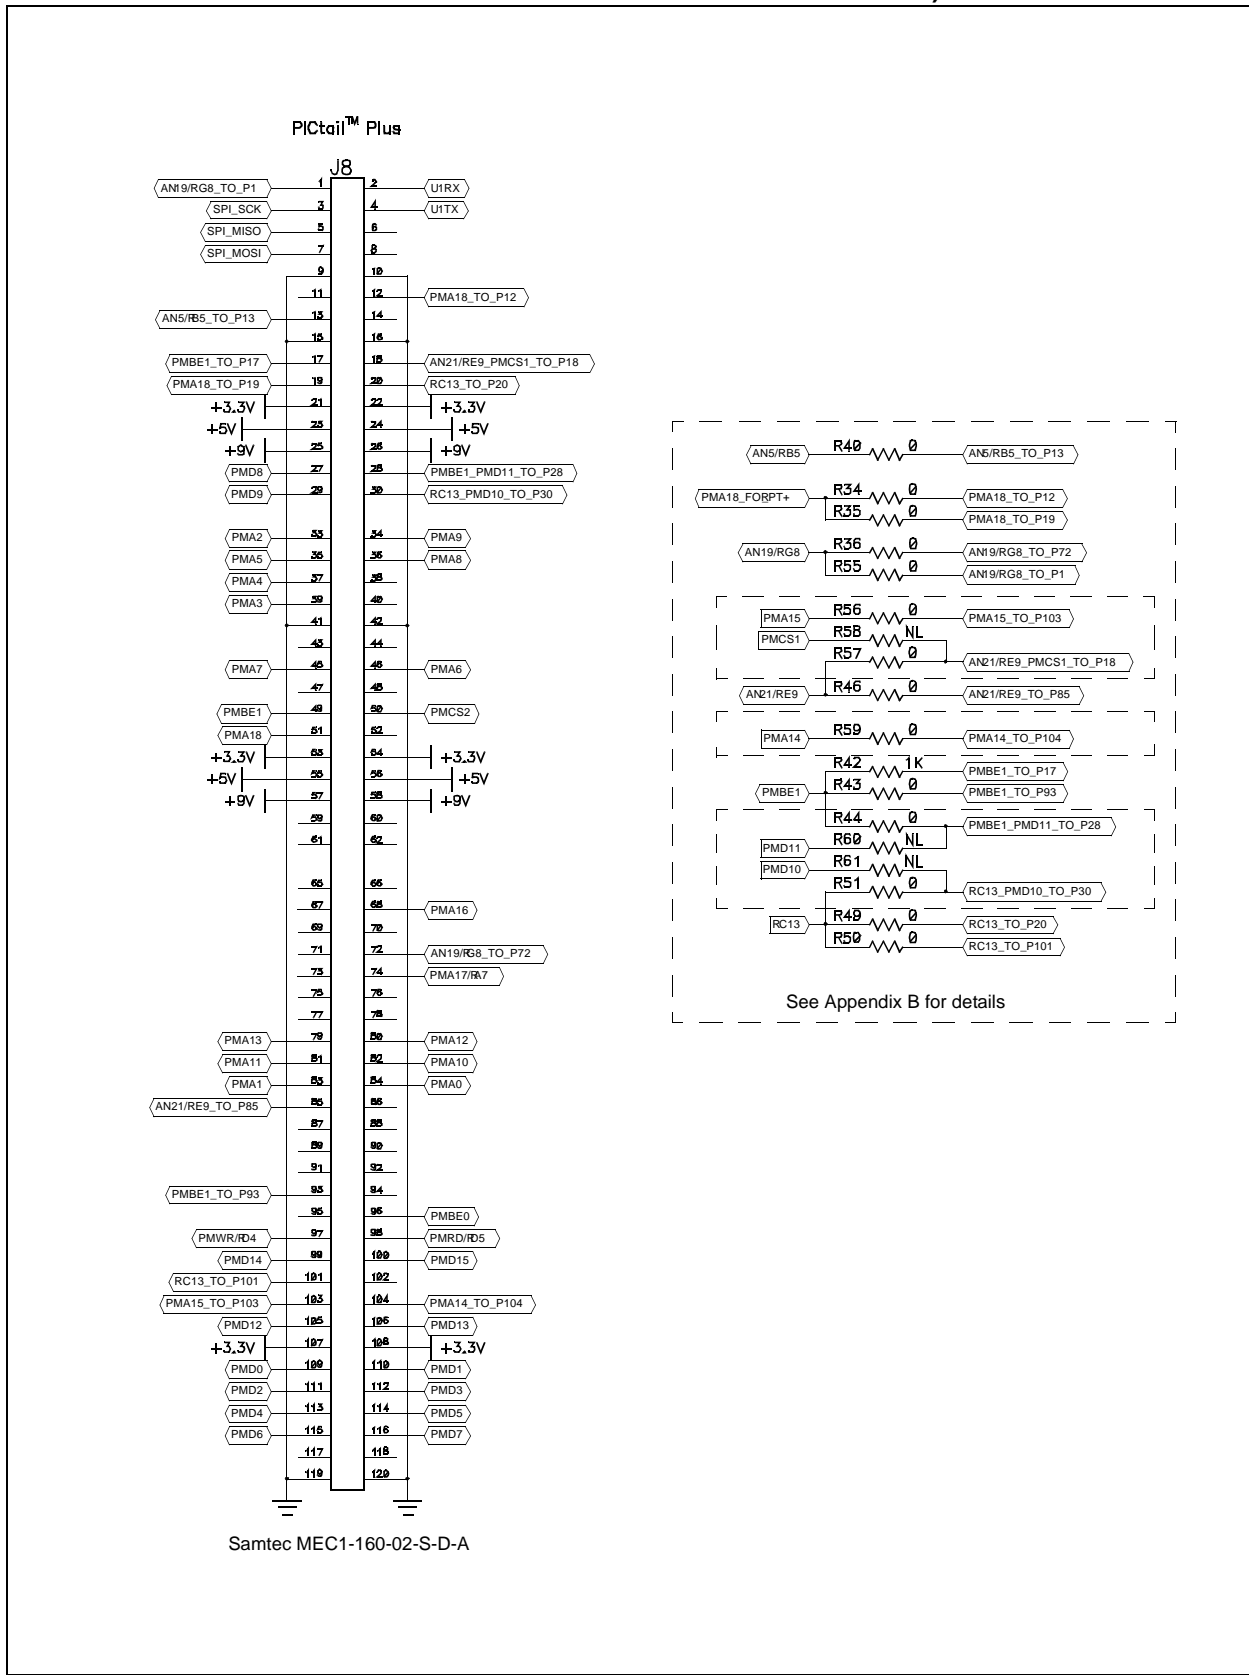 PICtail™ Plus
J8
AN19/RG8_TO_P1 1 2 U1RX
SPI_SCK 3 4 U1TX
SPI_MISO 5 6
SPI_MOSI 7 8
9 10
11 12 PMA18_TO_P12
AN5/RB5_TO_P13 13 14
15 16
PMBE1_TO_P17 17 18 AN21/RE9_PMCS1_TO_P18
PMA18_TO_P19 19 20 RC13_TO_P20
+3.3V 21 22 +3.3V
+5V 23 24 +5V
+9V 25 26 +9V
PMD8 27 28 PMBE1_PMD11_TO_P28
PMD9 29 30 RC13_PMD10_TO_P30
PMA2 33 34 PMA9
PMA5 35 36 PMA8
PMA4 37 38
PMA3 39 40
41 42
43 44
PMA7 45 46 PMA6
47 48
PMBE1 49 50 PMCS2
PMA18 51 52
+3.3V 53 54 +3.3V
+5V 55 56 +5V
+9V 57 58 +9V
59 60
61 62
65 66
67 68 PMA16
69 70
71 72 AN19/RG8_TO_P72
73 74 PMA17/RA7
75 76
77 78
PMA13 79 80 PMA12
PMA11 81 82 PMA10
PMA1 83 84 PMA0
AN21/RE9_TO_P85 85 86
87 88
89 90
91 92
PMBE1_TO_P93 93 94
95 96 PMBE0
PMWR/RD4 97 98 PMRD/RD5
PMD14 99 100 PMD15
RC13_TO_P101 101 102
PMA15_TO_P103 103 104 PMA14_TO_P104
PMD12 105 106 PMD13
+3.3V 107 108 +3.3V
PMD0 109 110 PMD1
PMD2 111 112 PMD3
PMD4 113 114 PMD5
PMD6 115 116 PMD7
117 118
119 120
Samtec MEC1-160-02-S-D-A
AN5/RB5 R40 0 AN5/RB5_TO_P13
PMA18_FORPT+ R34 0 PMA18_TO_P12
R35 0 PMA18_TO_P19
AN19/RG8 R36 0 AN19/RG8_TO_P72
R55 0 AN19/RG8_TO_P1
PMA15 R56 0 PMA15_TO_P103
PMCS1 R58 NL
R57 0 AN21/RE9_PMCS1_TO_P18
AN21/RE9 R46 0 AN21/RE9_TO_P85
PMA14 R59 0 PMA14_TO_P104
R42 1K PMBE1_TO_P17
PMBE1 R43 0 PMBE1_TO_P93
R44 0 PMBE1_PMD11_TO_P28
PMD11 R60 NL
PMD10 R61 NL
R51 0 RC13_PMD10_TO_P30
RC13 R49 0 RC13_TO_P20
R50 0 RC13_TO_P101
See Appendix B for details